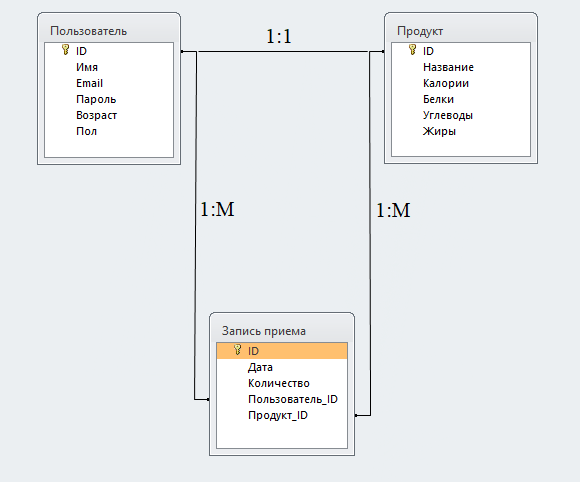 Пользователь
ID
Имя
Email
Пароль
Возраст
Пол
1:1
Продукт
ID
Название
Калории
Белки
Углеводы
Жиры
1:M
1:M
Запись приема
ID
Дата
Количество
Пользователь_ID
Продукт_ID